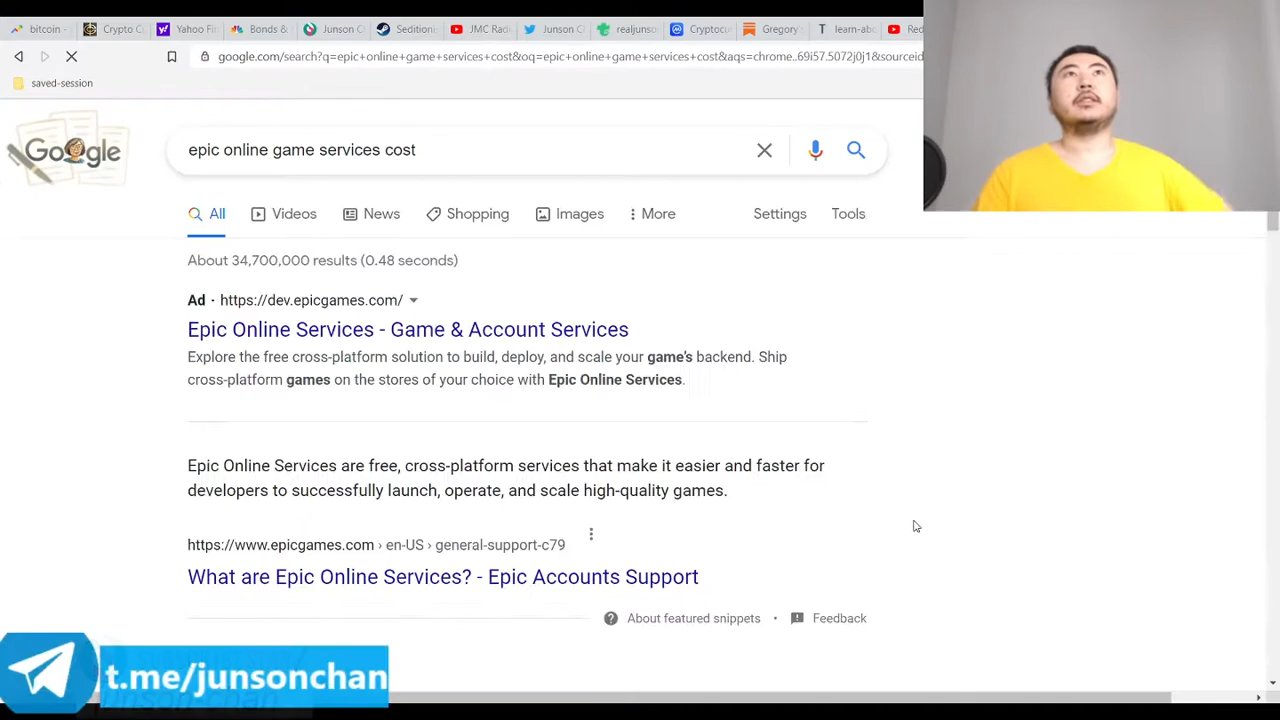 bitcoin -
Crypto C
Yahoo Fi
Bonds &
Junson C
Sedition
JMC Rad
Junson C
realjunso
Cryptocu
Gregory
learn-abc
Red
google.com/search?q=epic+online+game+services+cost&oq=epic+online+game+services+cost&aqs=chrome..69i57.5072j0j1&sourceid
saved-session
Google
epic online game services cost
All
Videos
News
Shopping
Images
More
Settings
Tools
About 34,700,000 results (0.48 seconds)
Ad · https://dev.epicgames.com/
Epic Online Services - Game & Account Services
Explore the free cross-platform solution to build, deploy, and scale your game's backend. Ship
cross-platform games on the stores of your choice with Epic Online Services.
Epic Online Services are free, cross-platform services that make it easier and faster for
developers to successfully launch, operate, and scale high-quality games.
https://www.epicgames.com › en-US › general-support-c79
What are Epic Online Services? - Epic Accounts Support
About featured snippets
•
Feedback
t.me/junsonchan